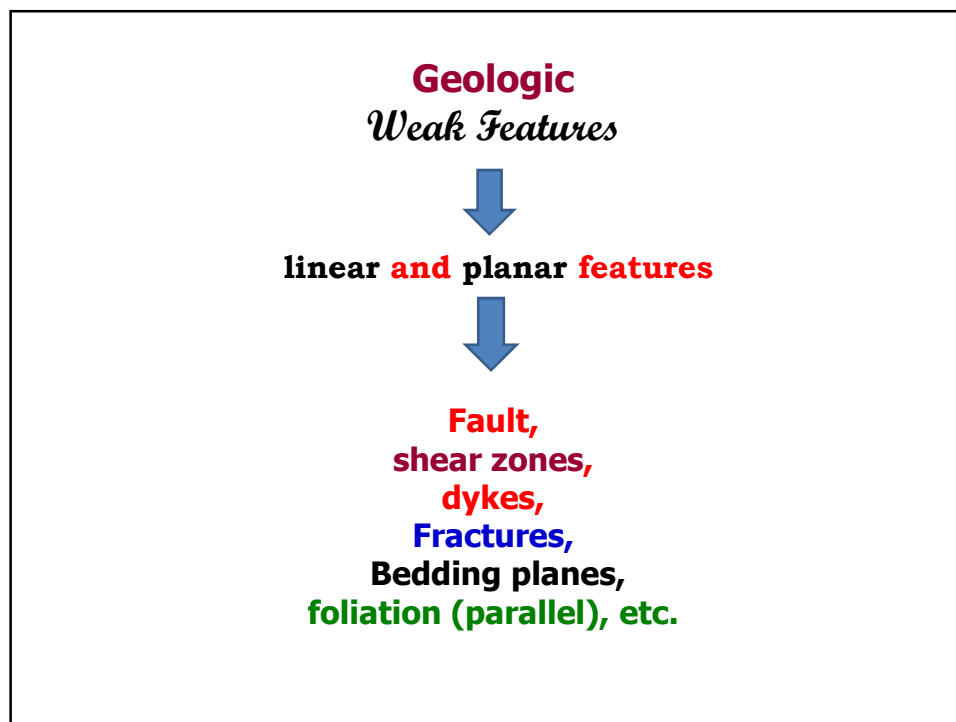 Geologic
Weak Features
linear and planar features
Fault,
shear zones,
dykes,
Fractures,
Bedding planes,
foliation (parallel), etc.